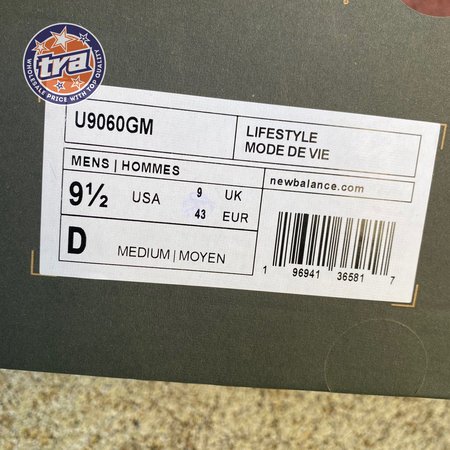 tra
WHOLESALE PRICE WITH TOP QUALITY
U9060GM
LIFESTYLE
MODE DE VIE
MENS | HOMMES
newbalance.com
9½ USA 9 UK
43 EUR
D MEDIUM | MOYEN
1 96941 36581 7